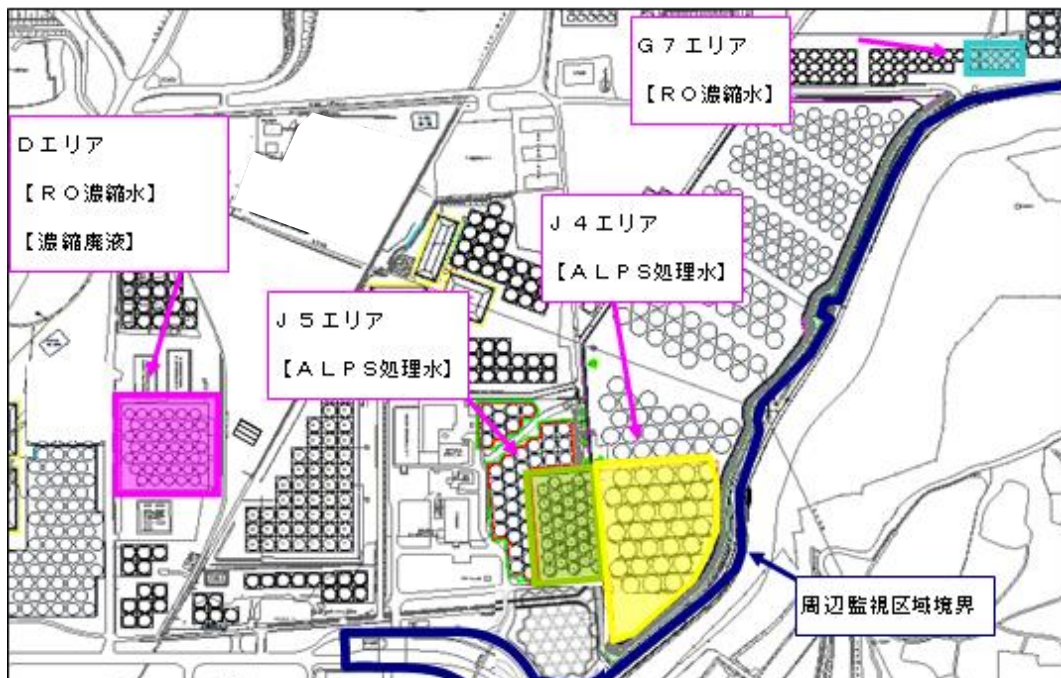 G7エリア
【RO濃縮水】
Dエリア
【RO濃縮水】
【濃縮廃液】
J4エリア
【ALPS処理水】
J5エリア
【ALPS処理水】
周辺監視区域境界